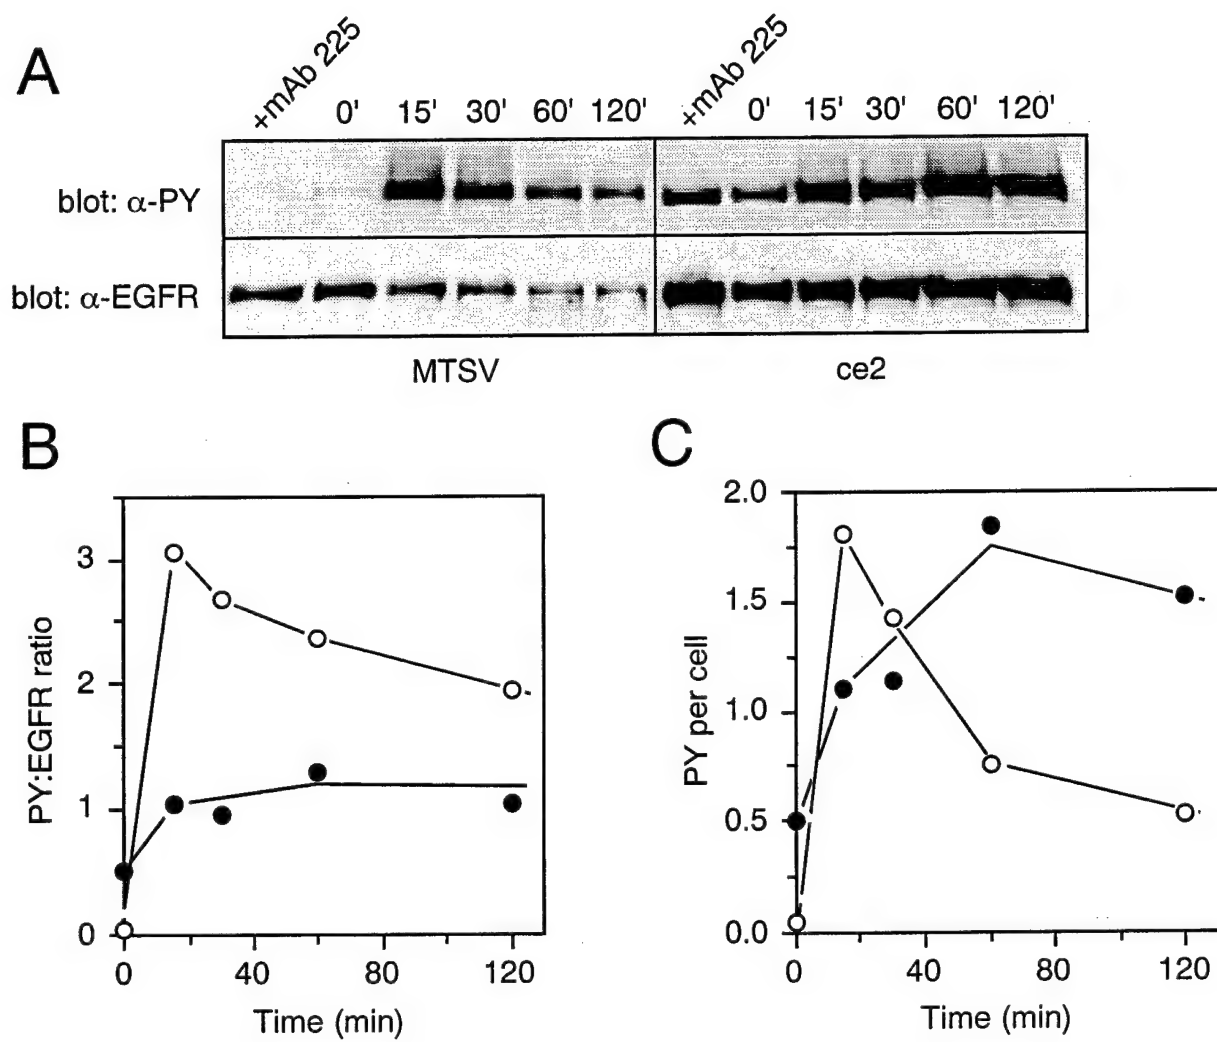 A
+mAb 225 0' 15' 30' 60' 120' +mAb 225 0' 15' 30' 60' 120'
blot: α-PY
blot: α-EGFR
MTSV ce2
B
PY:EGFR ratio
3
2
1
0
0 40 80 120
Time (min)
C
PY per cell
2.0
1.5
1.0
0.5
0.0
0 40 80 120
Time (min)